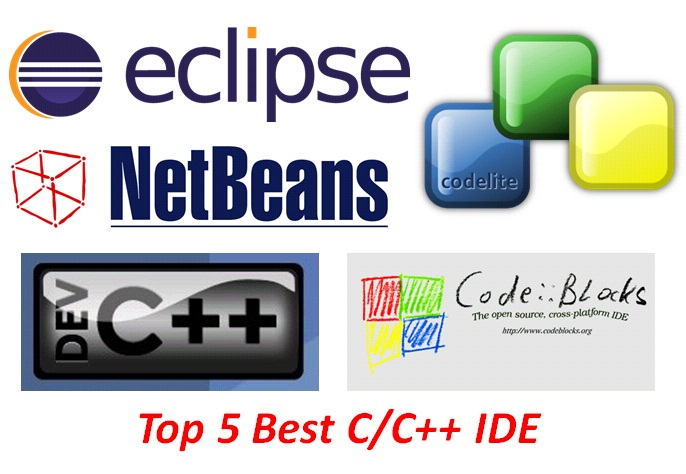 eclipse
codelite
NetBeans
DEV C++
Code::Blocks
The open source, cross-platform IDE
http://www.codeblocks.org
Top 5 Best C/C++ IDE